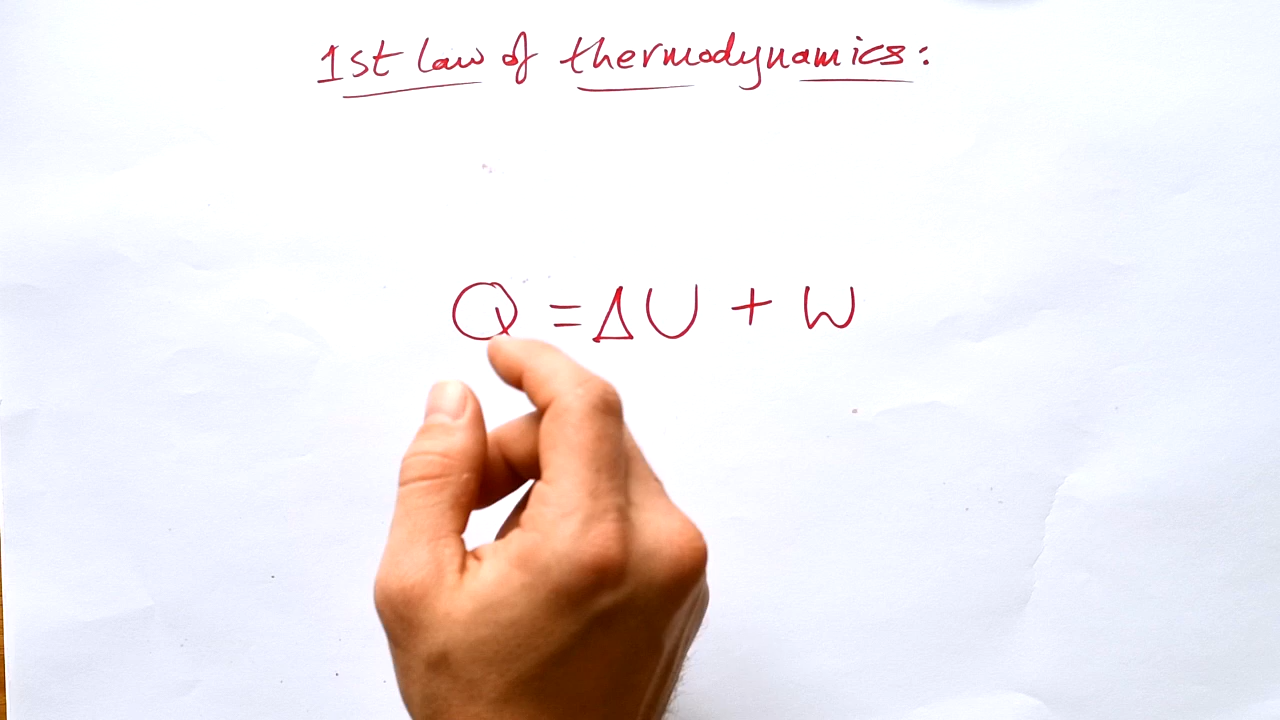 1st law of thermodynamics:
Q = ΔU + W